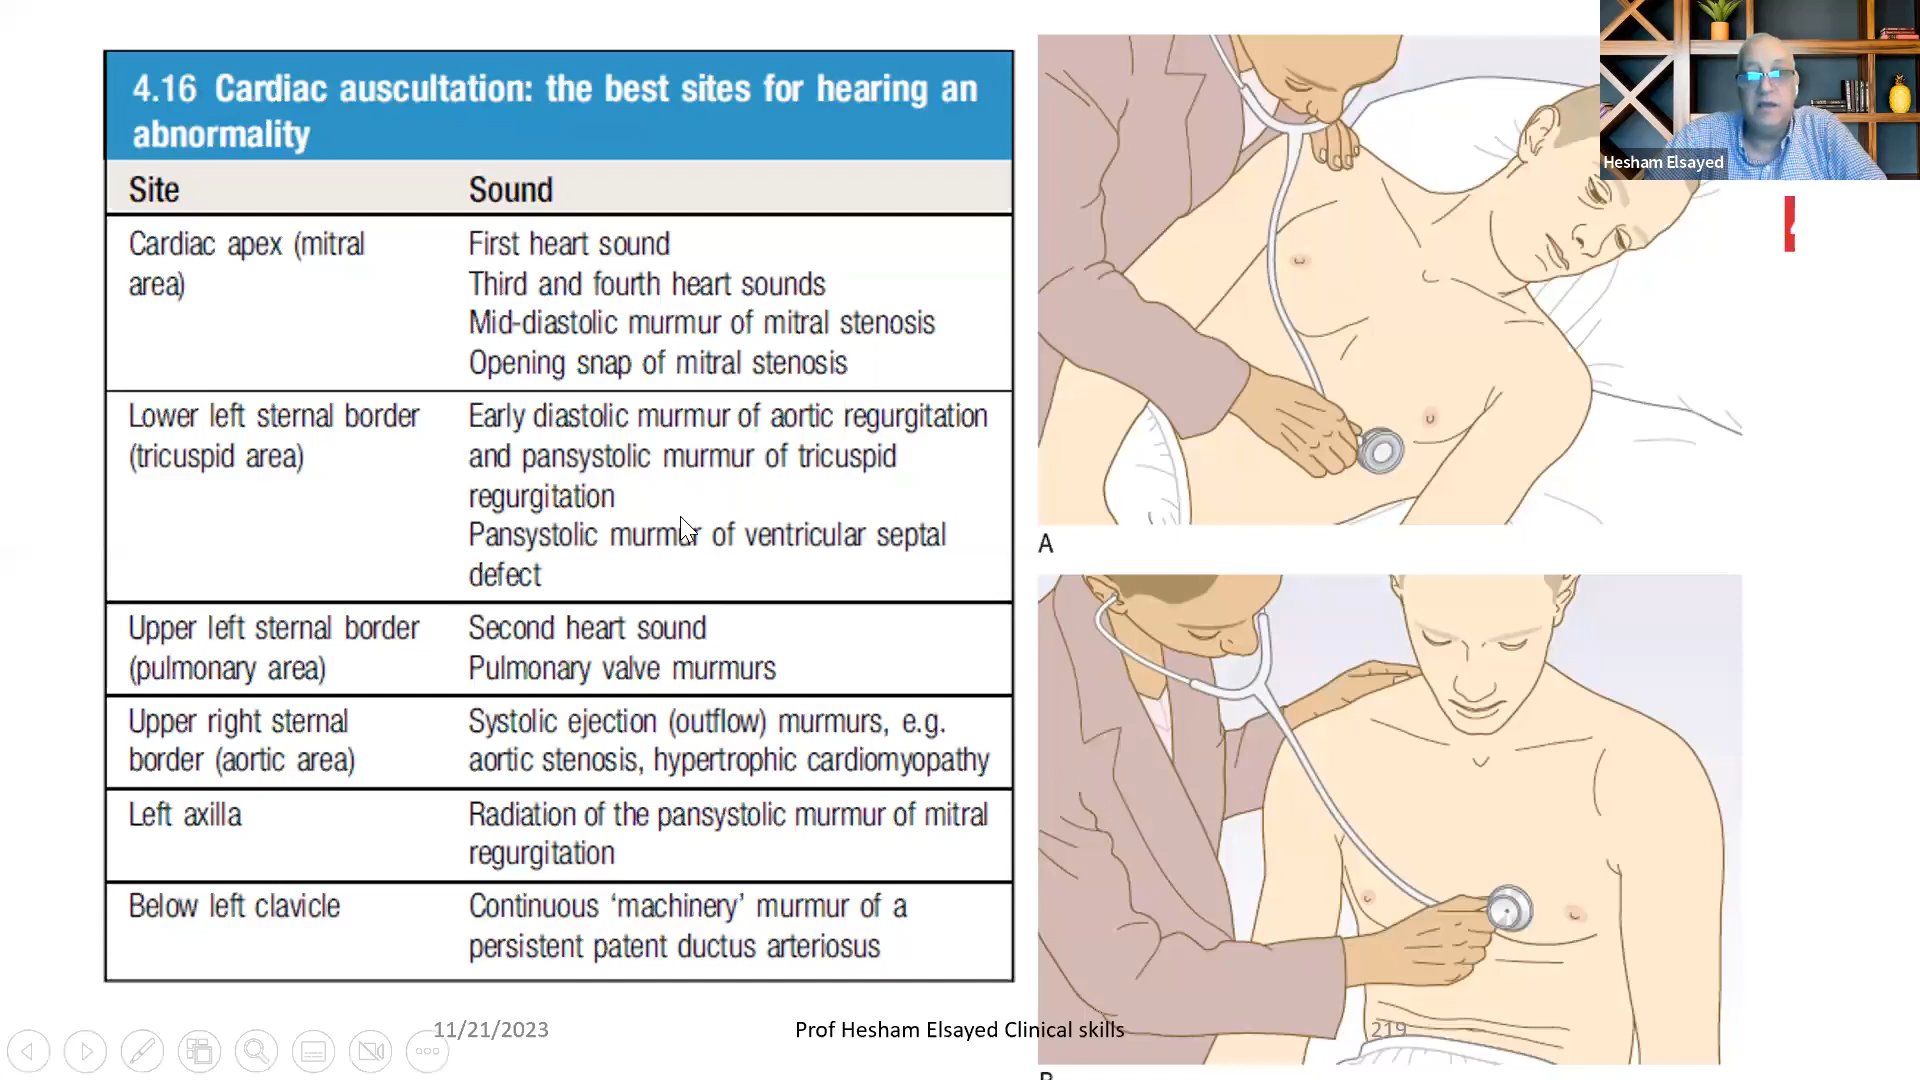 4.16 Cardiac auscultation: the best sites for hearing an
abnormality
Site Sound
Cardiac apex (mitral
area)
First heart sound
Third and fourth heart sounds
Mid-diastolic murmur of mitral stenosis
Opening snap of mitral stenosis
Lower left sternal border
(tricuspid area)
Early diastolic murmur of aortic regurgitation
and pansystolic murmur of tricuspid
regurgitation
Pansystolic murmur of ventricular septal
defect
Upper left sternal border
(pulmonary area)
Second heart sound
Pulmonary valve murmurs
Upper right sternal
border (aortic area)
Systolic ejection (outflow) murmurs, e.g.
aortic stenosis, hypertrophic cardiomyopathy
Left axilla
Radiation of the pansystolic murmur of mitral
regurgitation
Below left clavicle
Continuous ‘machinery’ murmur of a
persistent patent ductus arteriosus
A
Hesham Elsayed
11/21/2023
Prof Hesham Elsayed Clinical skills
219